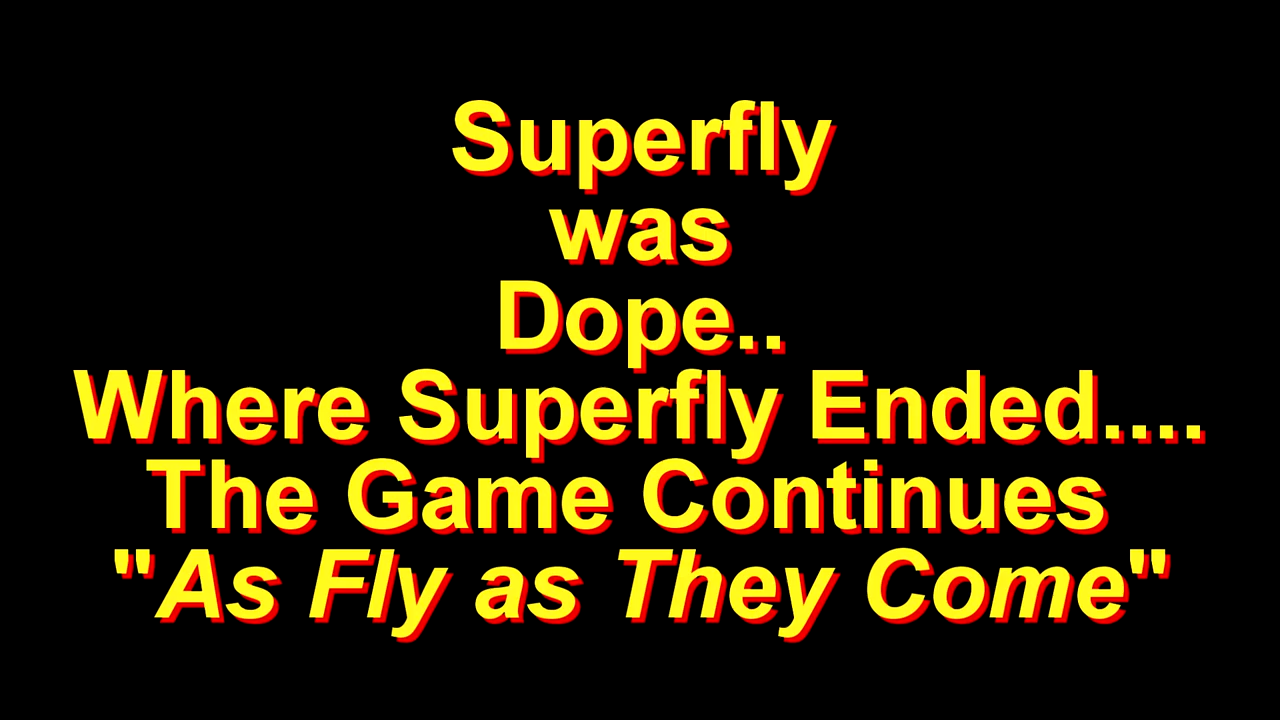 Superfly
was
Dope..
Where Superfly Ended....
The Game Continues
"As Fly as They Come"